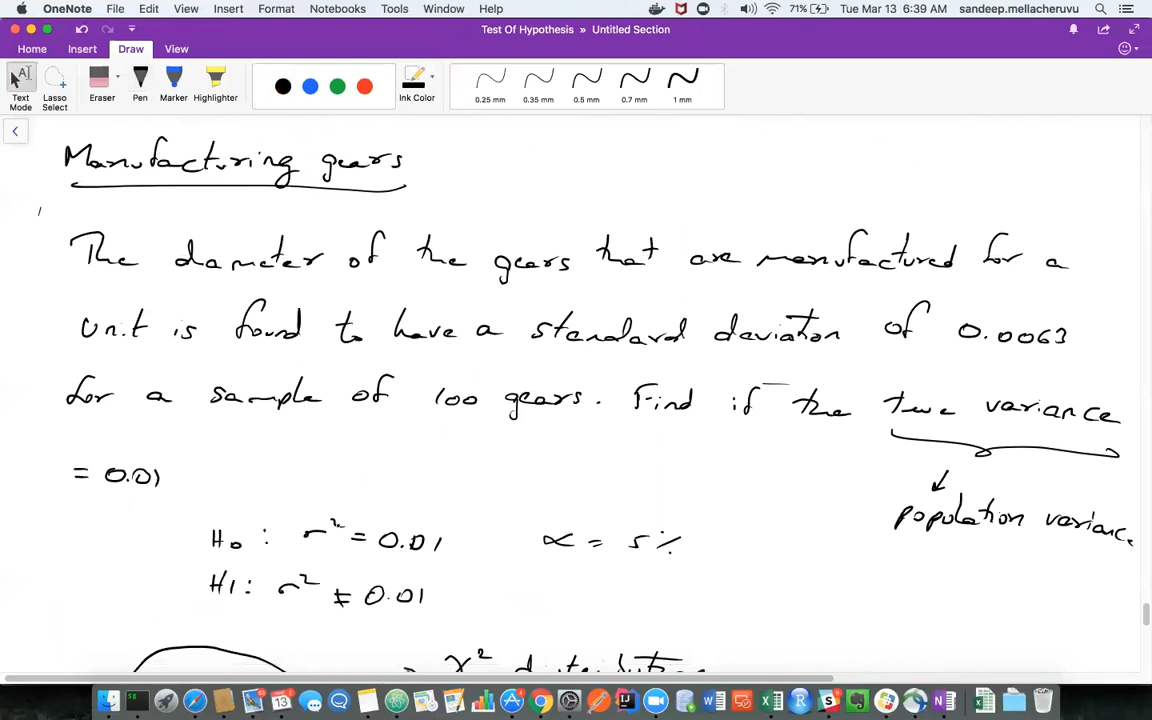 OneNote File Edit View Insert Format Notebooks Tools Window Help 71% Tue Mar 13 6:39 AM sandeep.mellacheruvu
Test Of Hypothesis » Untitled Section
Home Insert Draw View
Text Mode Lasso Select Eraser Pen Marker Highlighter Ink Color 0.25 mm 0.35 mm 0.5 mm 0.7 mm 1 mm
Manufacturing gears
The diameter of the gears that are manufactured for a
Unit is found to have a standard deviation of 0.0063
for a sample of 100 gears. Find if the true variance
= 0.01
population variance
H₀ : σ² = 0.01 α = 5%
H1 : σ² ≠ 0.01
χ² distribution